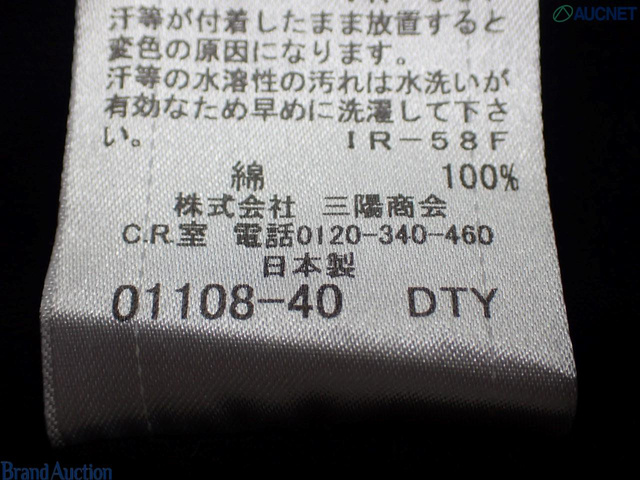 AUCNET
汗等が付着したまま放置すると
変色の原因になります。
汗等の水溶性の汚れは水洗いが
有効なため早めに洗濯して下さ
い。 IR-58F
綿 100%
株式会社 三陽商会
C.R.室 電話0120-340-460
日本製
01108-40 DTY
Brand Auction